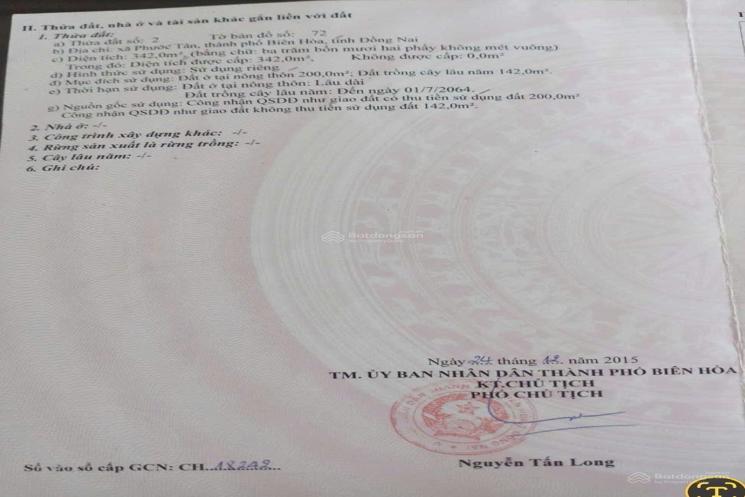 II. Thửa đất, nhà ở và tài sản khác gắn liền với đất
1. Thửa đất:
a) Thửa đất số: 2 Tờ bản đồ số: 72
b) Địa chỉ: xã Phước Tân, thành phố Biên Hòa, tỉnh Đồng Nai
c) Diện tích: 342,0m², (bằng chữ: ba trăm bốn mươi hai phẩy không mét vuông)
Trong đó: Diện tích được cấp: 342,0m². Không được cấp: 0,0m²
d) Hình thức sử dụng: Sử dụng riêng
đ) Mục đích sử dụng: Đất ở tại nông thôn 200,0m²; Đất trồng cây lâu năm 142,0m².
e) Thời hạn sử dụng: Đất ở tại nông thôn: Lâu dài
Đất trồng cây lâu năm: Đến ngày 01/7/2064.
g) Nguồn gốc sử dụng: Công nhận QSDĐ như giao đất có thu tiền sử dụng đất 200,0m²
Công nhận QSDĐ như giao đất không thu tiền sử dụng đất 142,0m².
2. Nhà ở: -/-
3. Công trình xây dựng khác: -/-
4. Rừng sản xuất là rừng trồng: -/-
5. Cây lâu năm: -/-
6. Ghi chú:
Batdongsan
Ngày 24 tháng 12 năm 2015
TM. ỦY BAN NHÂN DÂN THÀNH PHỐ BIÊN HÒA
KT.CHỦ TỊCH
PHÓ CHỦ TỊCH
Số vào sổ cấp GCN: CH
Nguyễn Tấn Long
Batdongsan